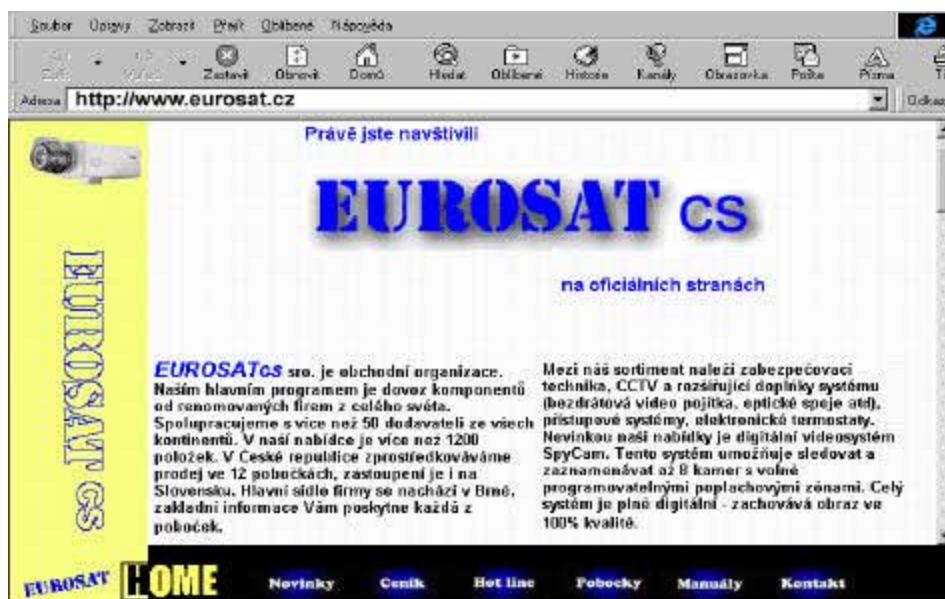 Soubor Úpravy Zobrazit Přejít Oblíbené Nápověda
Zastavit Obnovit Domů Hledat Oblíbené Historie Kanály Obrazovka Pošta Písma
Adresa http://www.eurosat.cz
Právě jste navštívili
EUROSAT CS
na oficiálních stranách
EUROSAT CS
EUROSATcs sro. je obchodní organizace.
Naším hlavním programem je dovoz komponentů
od renomovaných firem z celého světa.
Spolupracujeme s více než 50 dodavateli ze všech
kontinentů. V naší nabídce je více než 1200
položek. V České republice zprostředkováváme
prodej ve 12 pobočkách, zastoupení je i na
Slovensku. Hlavní sídlo firmy se nachází v Brně,
zakladní informace Vám poskytne každá z
poboček.
Mezi náš sortiment naleží zabezpečovací
technika, CCTV a rozšiřující doplňky systému
(bezdrátová video pojítka, optické speje atd),
přístupové systémy, elektronické termostaty.
Nevinkou naší nabídky je digitální videosystém
SpyCam. Tento systém umožňuje sledovat a
zaznamenávat až 8 kamer s volně
programovatelnými poplachovými zónami. Celý
systém je plně digitální - zachovává obraz ve
100% kvalitě.
EUROSAT HOME Novinky Ceník Hot line Pobocky Manuály Kontakt